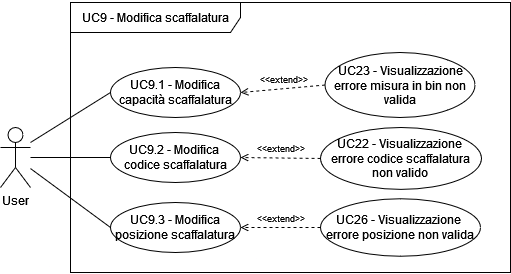 UC9 - Modifica scaffalatura
UC9.1 - Modifica
capacità scaffalatura
<<extend>>
UC23 - Visualizzazione
errore misura in bin non
valida
UC9.2 - Modifica
codice scaffalatura
<<extend>>
UC22 - Visualizzazione
errore codice scaffalatura
non valido
User
UC9.3 - Modifica
posizione scaffalatura
<<extend>>
UC26 - Visualizzazione
errore posizione non valida